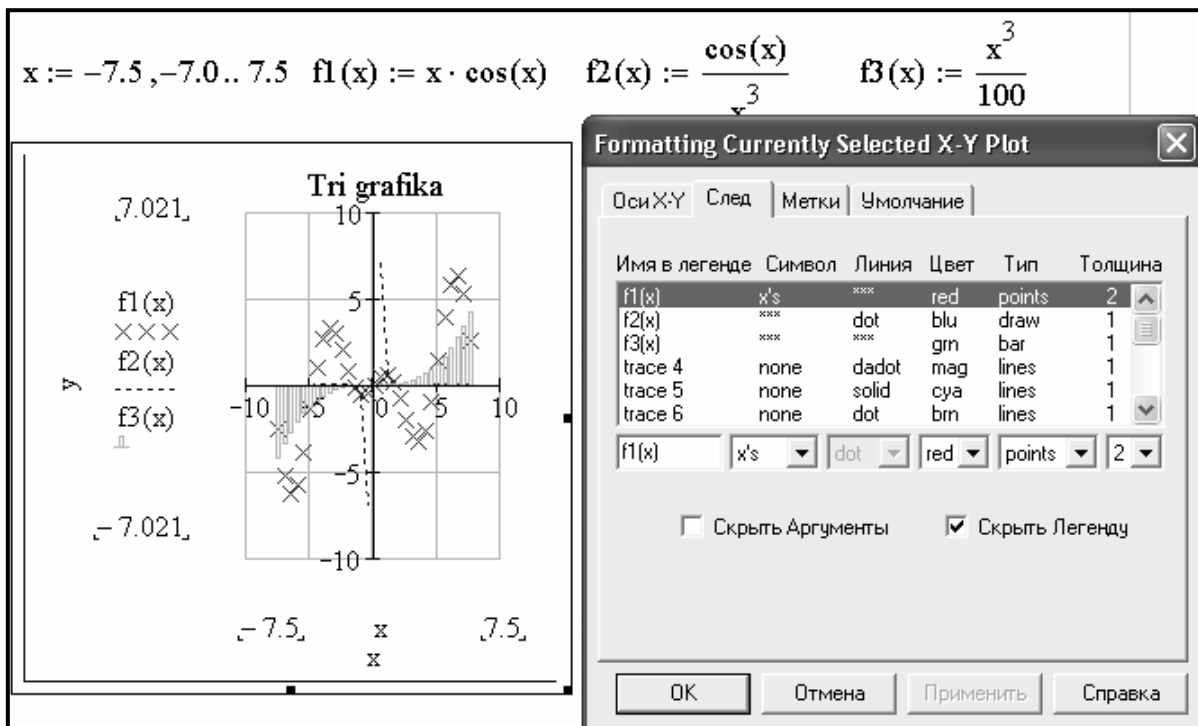 x := −7.5 , −7.0 .. 7.5 f1(x) := x · cos(x) f2(x) := cos(x) / x^3 f3(x) := x^3 / 100
Tri grafika
7.021
f1(x)
f2(x)
f3(x)
−7.021
y
10
5
−10 −5 0 5 10
−5
−10
−7.5 x 7.5
x
Formatting Currently Selected X-Y Plot
Оси X-Y След Метки Умолчание
Имя в легенде Символ Линия Цвет Тип Толщина
f1(x) x's *** red points 2
f2(x) *** dot blu draw 1
f3(x) *** *** grn bar 1
trace 4 none dadot mag lines 1
trace 5 none solid cya lines 1
trace 6 none dot brn lines 1
f1(x) x's dot red points 2
Скрыть Аргументы Скрыть Легенду
OK Отмена Применить Справка